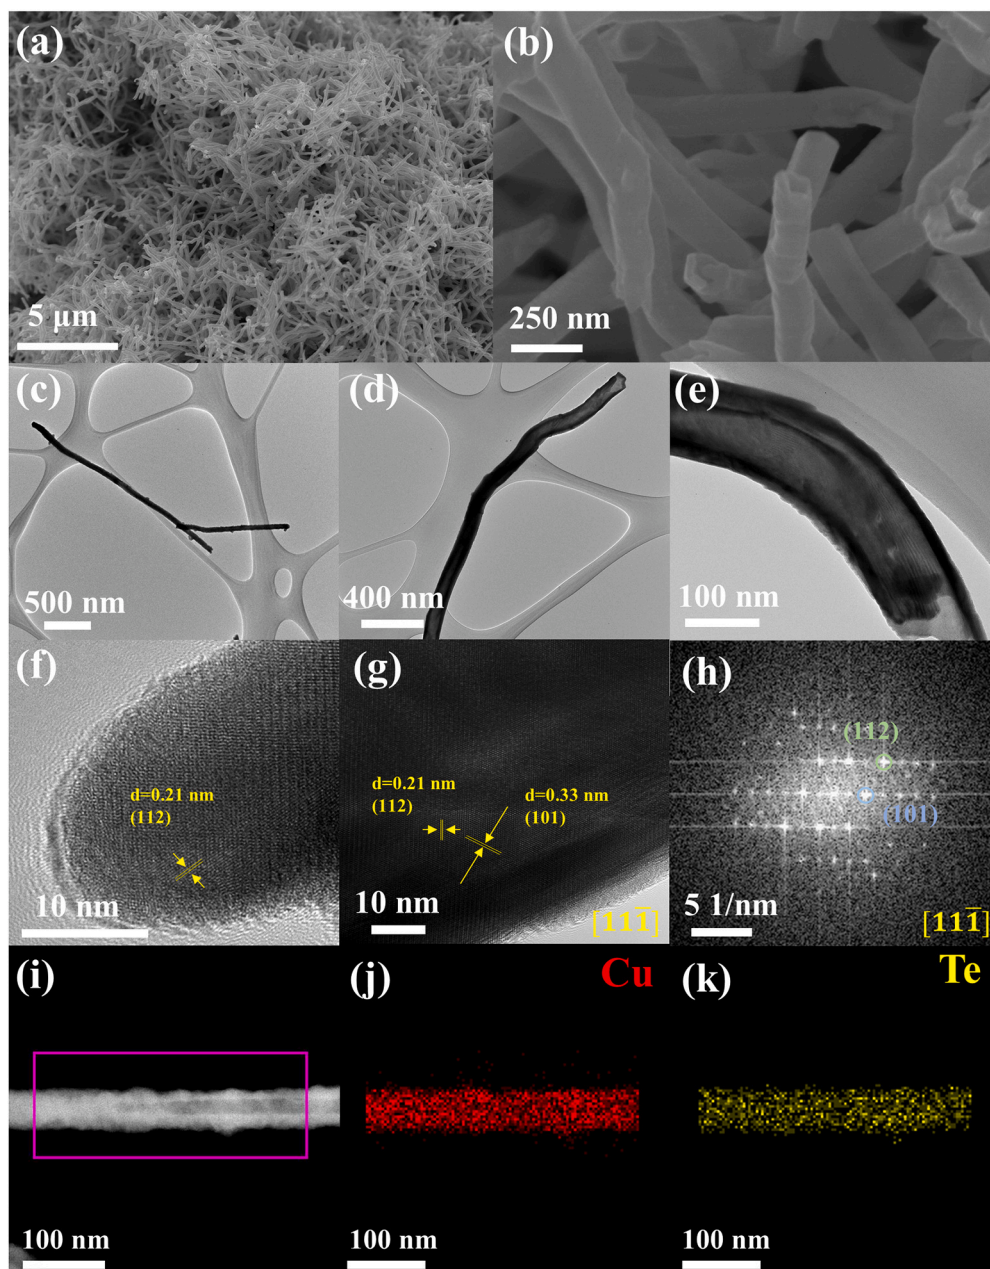 (a)
(b)
5 μm
250 nm
(c)
(d)
(e)
500 nm
400 nm
100 nm
(f)
(g)
(h)
d=0.21 nm
(112)
d=0.21 nm
(112)
d=0.33 nm
(101)
(112)
(101)
10 nm
10 nm
[111̄]
5 1/nm
[111̄]
(i)
(j)
Cu
(k)
Te
100 nm
100 nm
100 nm